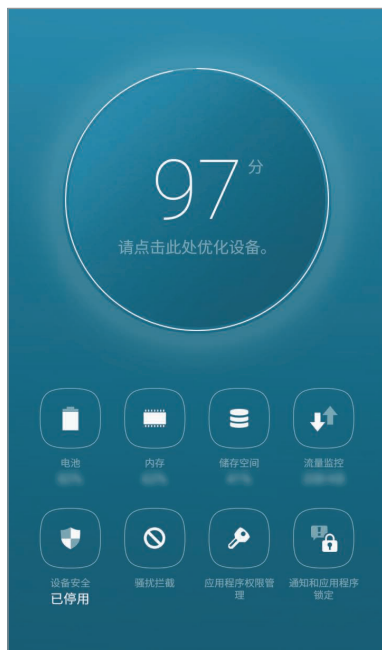 97 分
请点击此处优化设备。
电池 内存 储存空间 流量监控
设备安全 骚扰拦截 应用程序权限管 通知和应用程序
已停用 理 锁定